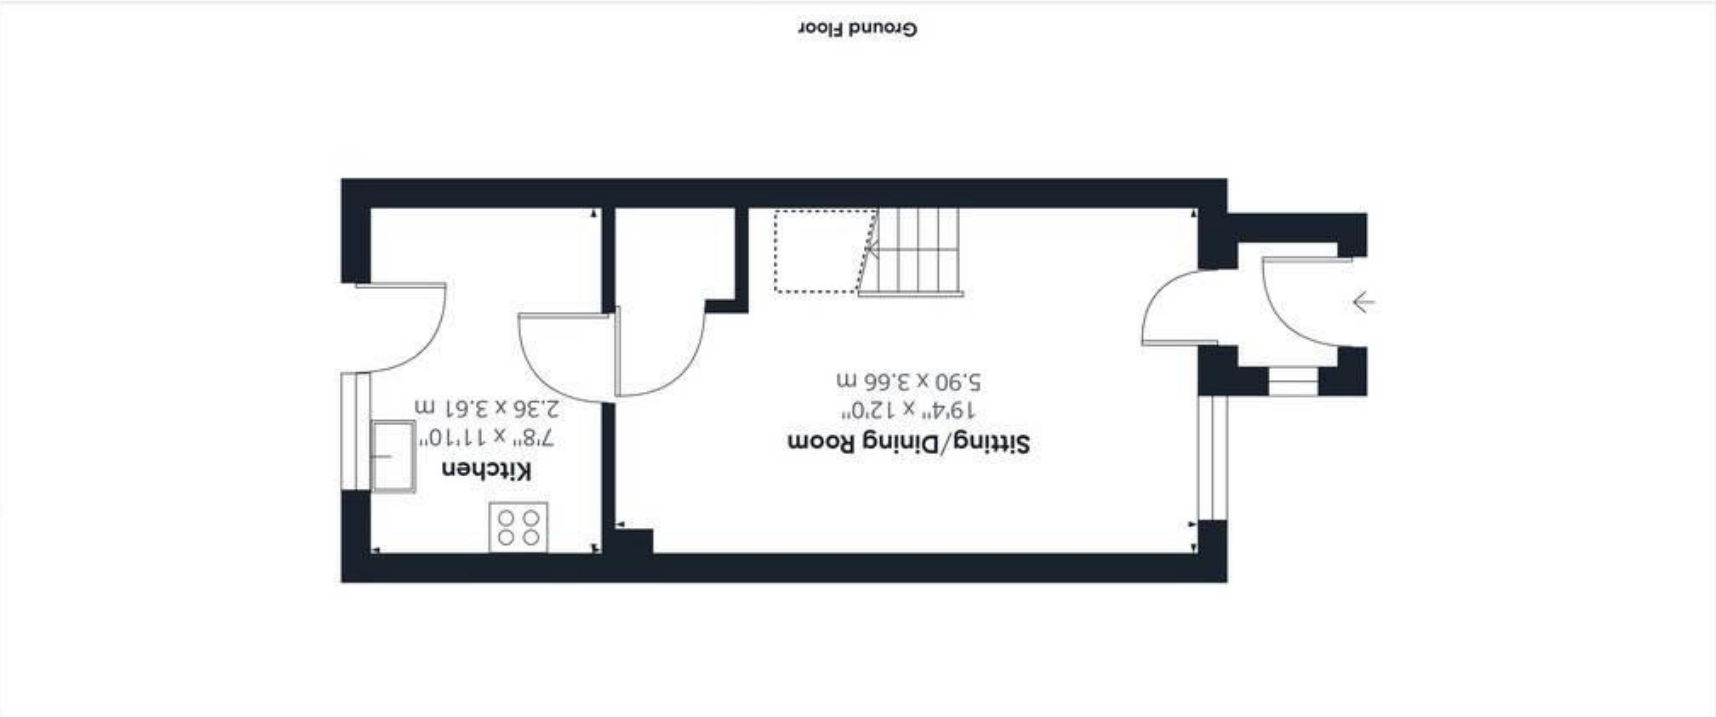 Kitchen
7'8" x 11'10"
2.36 x 3.61 m
Sitting/Dining Room
19'4" x 12'0"
5.90 x 3.66 m
Ground Floor